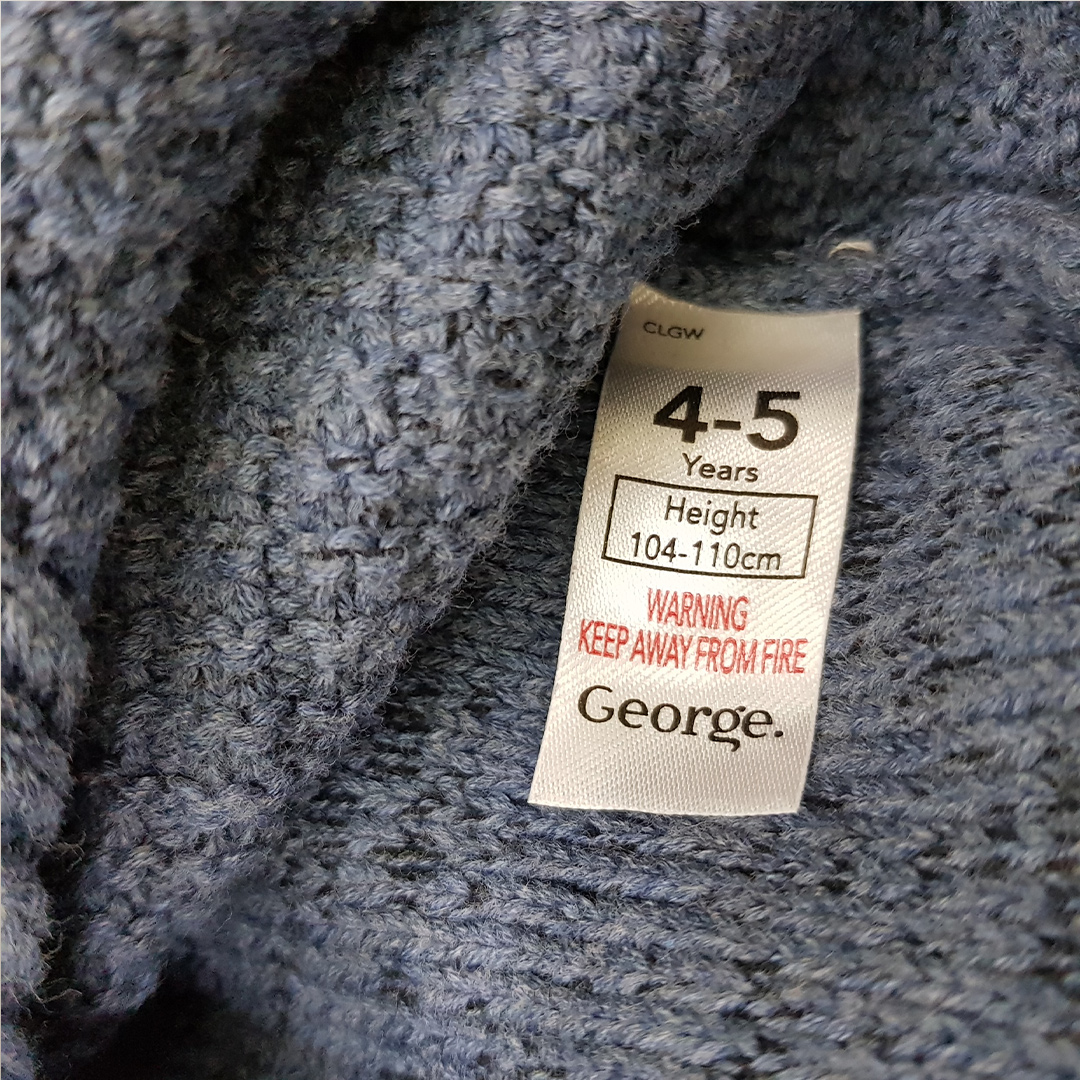 CLGW
4-5
Years
Height
104-110cm
WARNING
KEEP AWAY FROM FIRE
George.